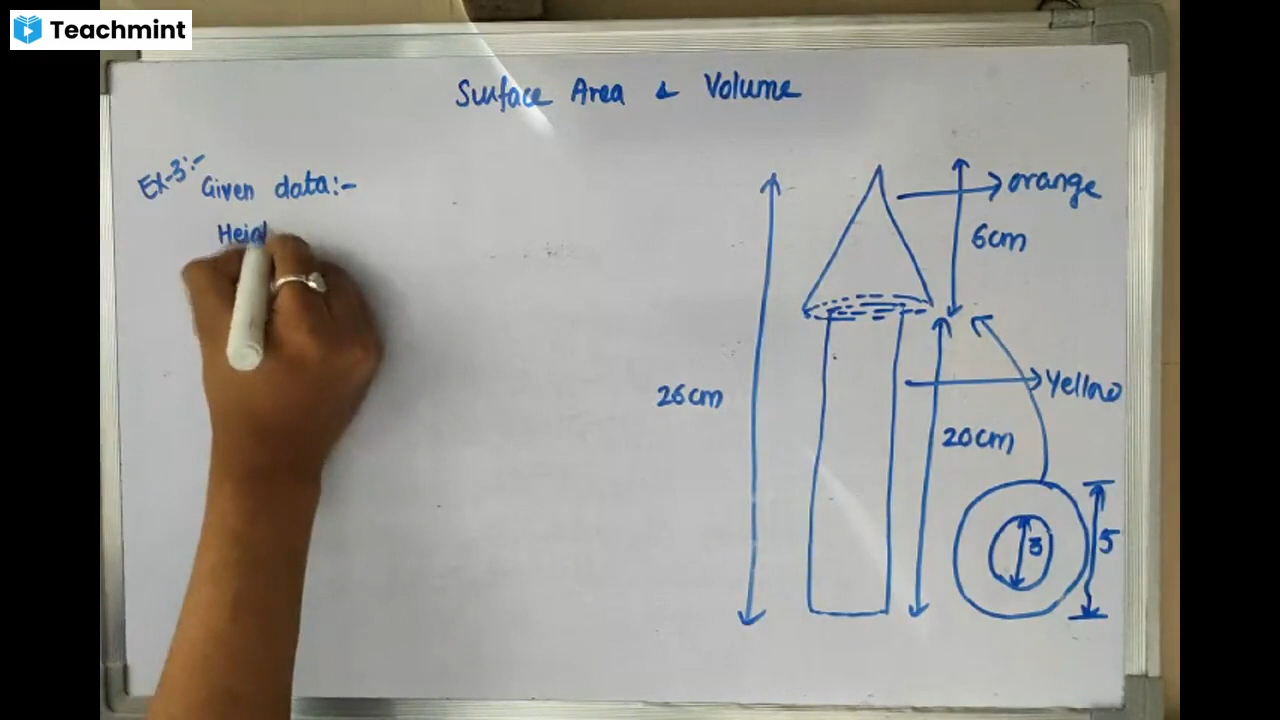 Teachmint
Surface Area & Volume
Ex-3:- Given data:-
orange
6cm
26cm
Yellow
20cm
3
5